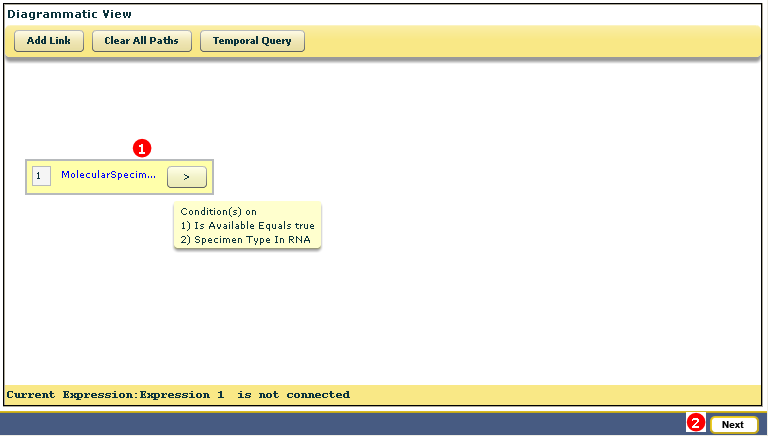 Diagrammatic View
Add Link Clear All Paths Temporal Query
1
1 MolecularSpecim... >
Condition(s) on
1) Is Available Equals true
2) Specimen Type In RNA
Current Expression:Expression 1 is not connected
2 Next